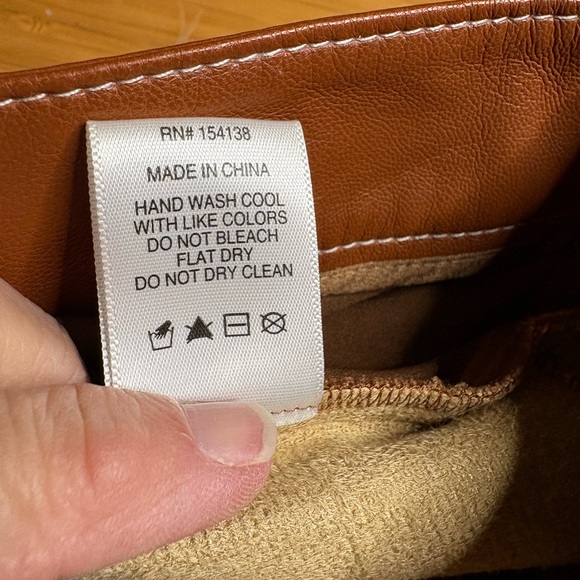 RN# 154138
MADE IN CHINA
HAND WASH COOL
WITH LIKE COLORS
DO NOT BLEACH
FLAT DRY
DO NOT DRY CLEAN